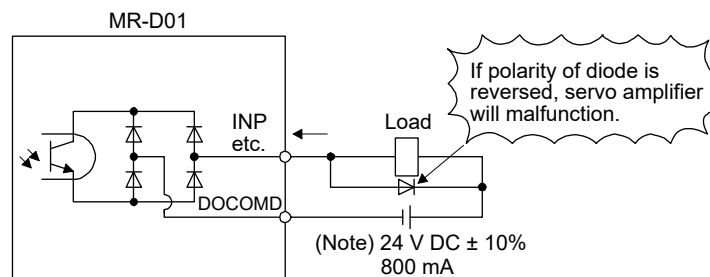 MR-D01
If polarity of diode is
reversed, servo amplifier
will malfunction.
INP
etc.
Load
DOCOMD
(Note) 24 V DC ± 10%
800 mA